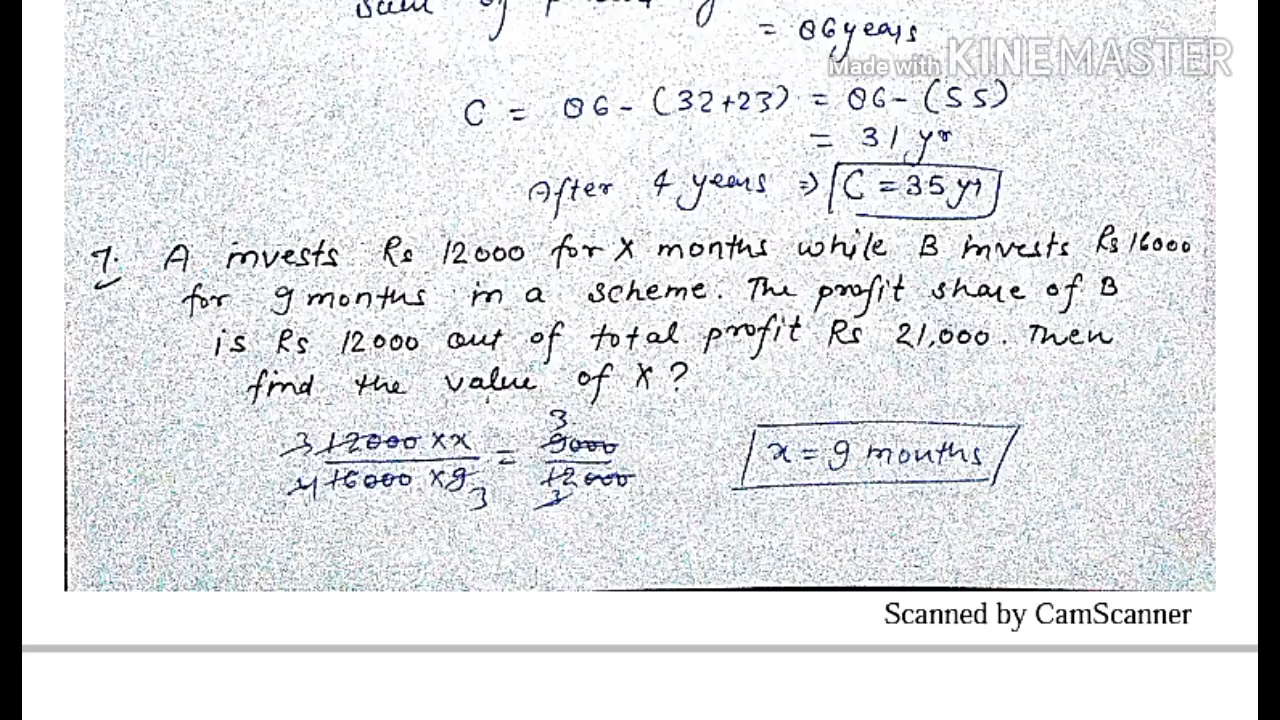 = 86 years
Made with KINEMASTER
C = 86 - (32+23) = 86 - (55)
= 31 yr
After 4 years => C = 35 yr
7. A invests Rs 12000 for X months while B invests Rs 16000
for 9 months in a scheme. The profit share of B
is Rs 12000 out of total profit Rs 21,000. Then
find the value of X?
3 12000 × x / 4 16000 × 9 3 = 3 9000 / 12000 3 x = 9 months
Scanned by CamScanner